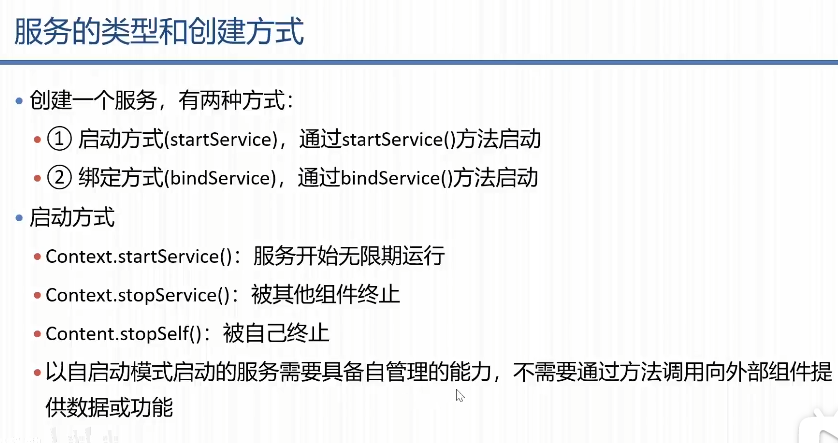 服务的类型和创建方式
• 创建一个服务，有两种方式：
• ① 启动方式(startService)，通过startService()方法启动
• ② 绑定方式(bindService)，通过bindService()方法启动
• 启动方式
• Context.startService()：服务开始无限期运行
• Context.stopService()：被其他组件终止
• Content.stopSelf()：被自己终止
• 以自启动模式启动的服务需要具备自管理的能力，不需要通过方法调用向外部组件提
供数据或功能